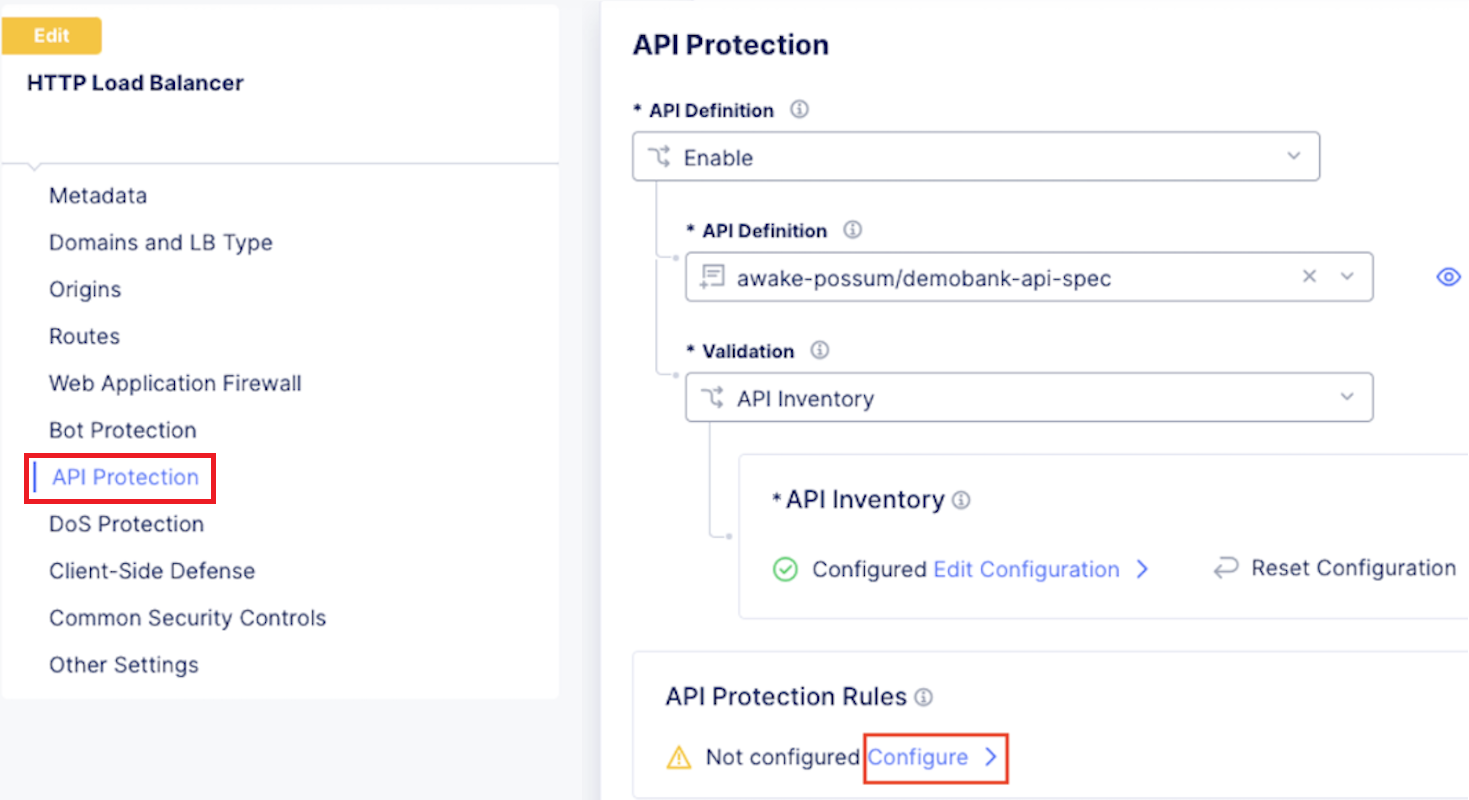 Edit
HTTP Load Balancer
Metadata
Domains and LB Type
Origins
Routes
Web Application Firewall
Bot Protection
API Protection
DoS Protection
Client-Side Defense
Common Security Controls
Other Settings
API Protection
* API Definition
Enable
* API Definition
awake-possum/demobank-api-spec
* Validation
API Inventory
* API Inventory
Configured Edit Configuration > Reset Configuration
API Protection Rules
Not configured Configure >